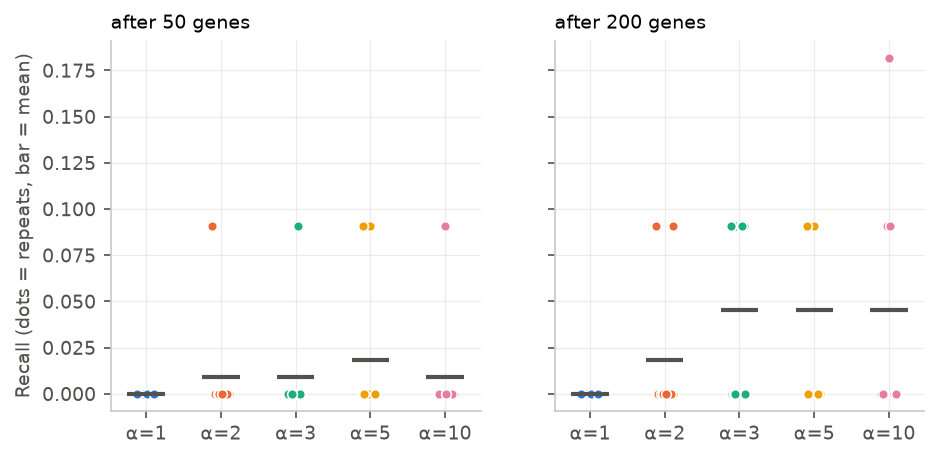 after 50 genes
after 200 genes
Recall (dots = repeats, bar = mean)
0.175
0.150
0.125
0.100
0.075
0.050
0.025
0.000
α=1
α=2
α=3
α=5
α=10
α=1
α=2
α=3
α=5
α=10